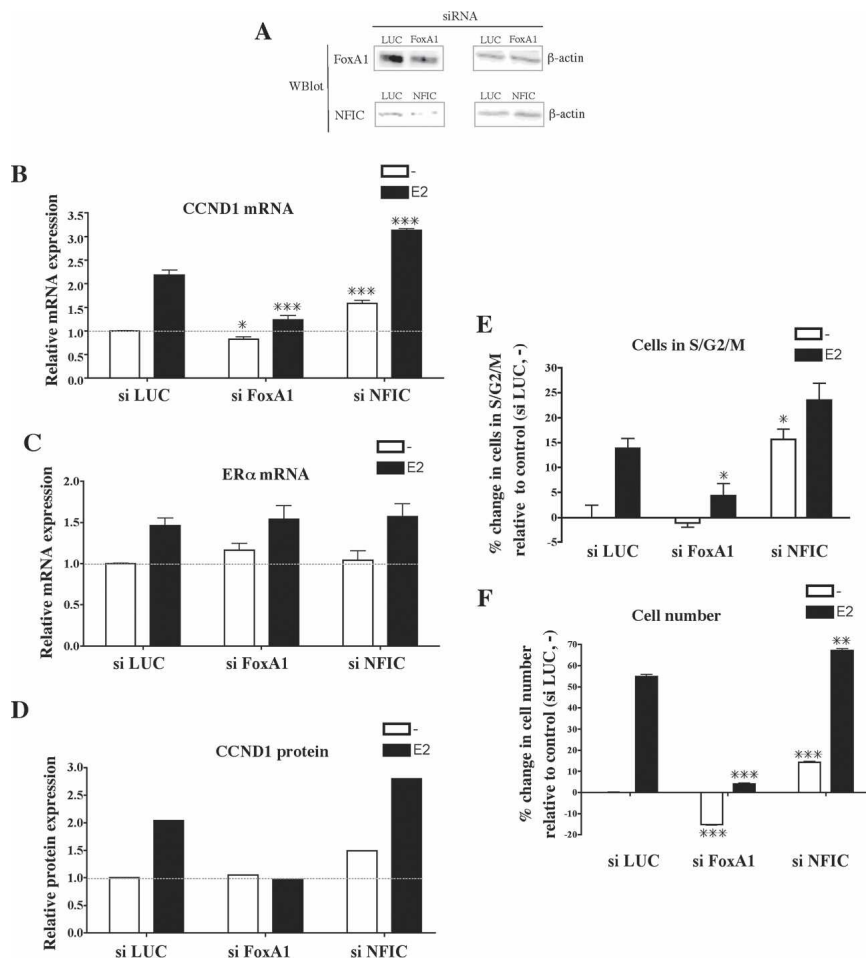 A
siRNA
LUC FoxA1 LUC FoxA1
FoxA1 β-actin
WBlot
LUC NFIC LUC NFIC
NFIC β-actin
B
-
E2
CCND1 mRNA
Relative mRNA expression
3.5
3.0
2.5
2.0
1.5
1.0
0.5
0.0
*
***
***
***
si LUC si FoxA1 si NFIC
C
-
E2
ERα mRNA
Relative mRNA expression
2.0
1.5
1.0
0.5
0.0
si LUC si FoxA1 si NFIC
D
-
E2
CCND1 protein
Relative protein expression
3.0
2.5
2.0
1.5
1.0
0.5
0.0
si LUC si FoxA1 si NFIC
E
-
E2
Cells in S/G2/M
% change in cells in S/G2/M
relative to control (si LUC, -)
30
25
20
15
10
5
0
-5
*
*
si LUC si FoxA1 si NFIC
F
-
E2
Cell number
% change in cell number
relative to control (si LUC, -)
70
60
50
40
30
20
10
0
-10
-20
***
***
***
**
si LUC si FoxA1 si NFIC